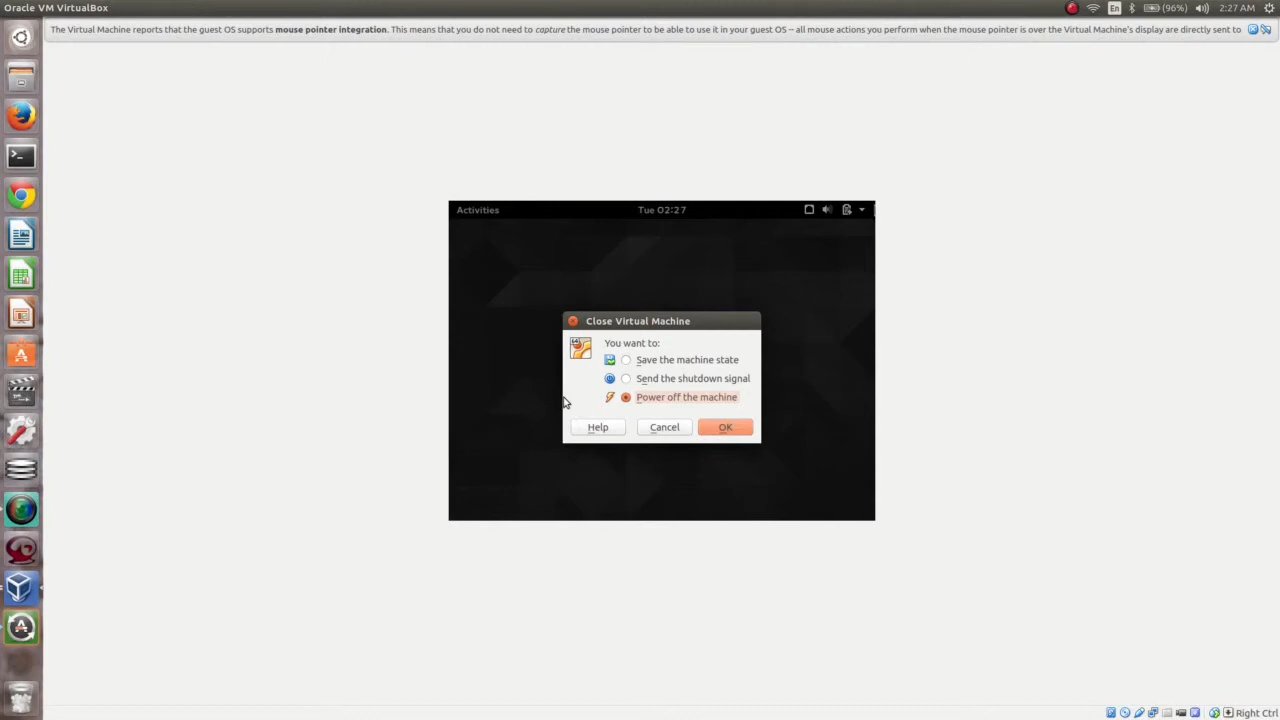 Oracle VM VirtualBox
En (96%) 2:27 AM
The Virtual Machine reports that the guest OS supports mouse pointer integration. This means that you do not need to capture the mouse pointer to be able to use it in your guest OS -- all mouse actions you perform when the mouse pointer is over the Virtual Machine's display are directly sent to
Activities Tue 02:27
Close Virtual Machine
You want to:
Save the machine state
Send the shutdown signal
Power off the machine
Help Cancel OK
Right Ctrl